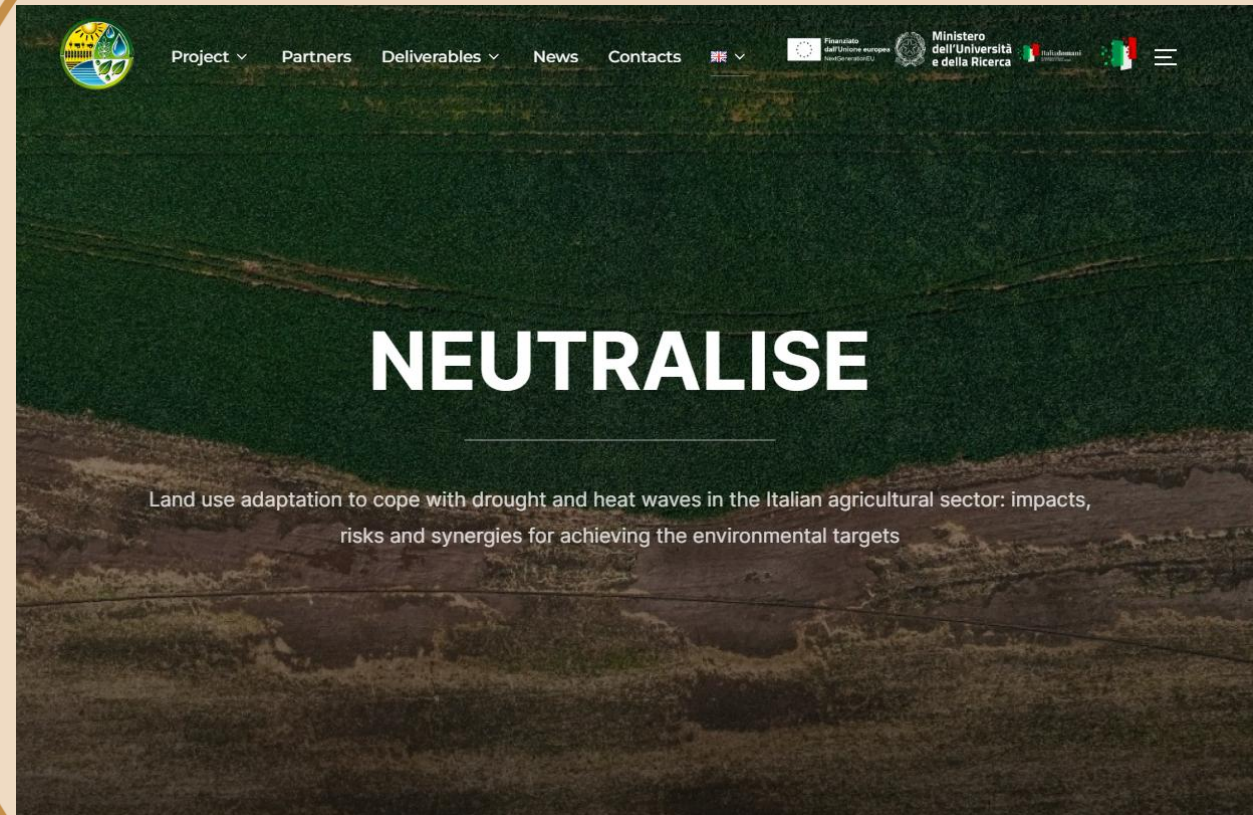 Project
Partners
Deliverables
News
Contacts
Finanziato
dall'Unione europea
NextGenerationEU
Ministero
dell'Università
e della Ricerca
Italiadomani
NEUTRALISE
Land use adaptation to cope with drought and heat waves in the Italian agricultural sector: impacts,
risks and synergies for achieving the environmental targets